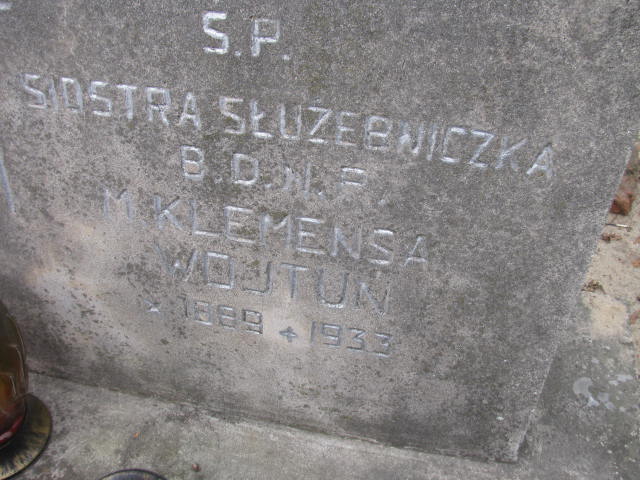 S.P.
SIOSTRA SŁUŻEBNICZKA
B.D.N.P.
M. KLEMENSA
WOJTUN
* 1889 + 1933